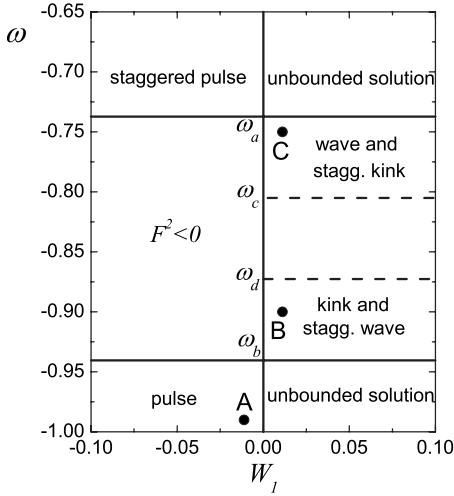 ω
-0.65
-0.70
-0.75
-0.80
-0.85
-0.90
-0.95
-1.00
staggered pulse
unbounded solution
ω_a
C
wave and
stagg. kink
ω_c
F²<0
ω_d
kink and
B
stagg. wave
ω_b
pulse
A
unbounded solution
-0.10
-0.05
0.00
0.05
0.10
W₁